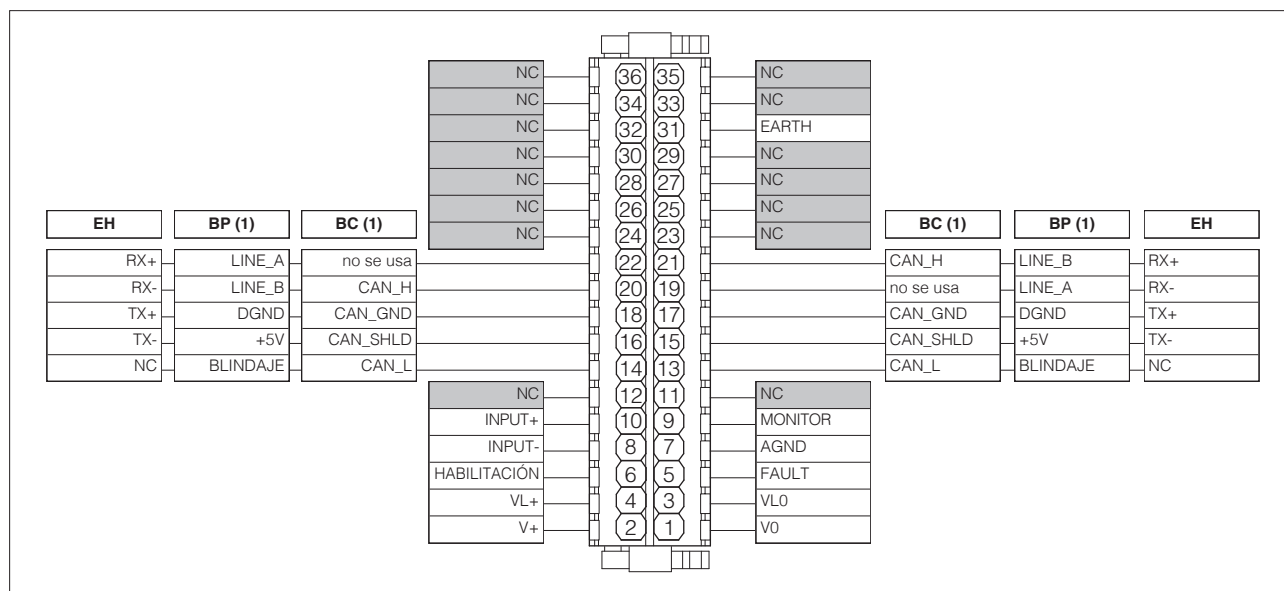 NC 36 35 NC
NC 34 33 NC
NC 32 31 EARTH
NC 30 29 NC
NC 28 27 NC
NC 26 25 NC
NC 24 23 NC
EH BP (1) BC (1) BC (1) BP (1) EH
RX+ LINE_A no se usa 22 21 CAN_H LINE_B RX+
RX- LINE_B CAN_H 20 19 no se usa LINE_A RX-
TX+ DGND CAN_GND 18 17 CAN_GND DGND TX+
TX- +5V CAN_SHLD 16 15 CAN_SHLD +5V TX-
NC BLINDAJE CAN_L 14 13 CAN_L BLINDAJE NC
NC 12 11 NC
INPUT+ 10 9 MONITOR
INPUT- 8 7 AGND
HABILITACIÓN 6 5 FAULT
VL+ 4 3 VL0
V+ 2 1 V0